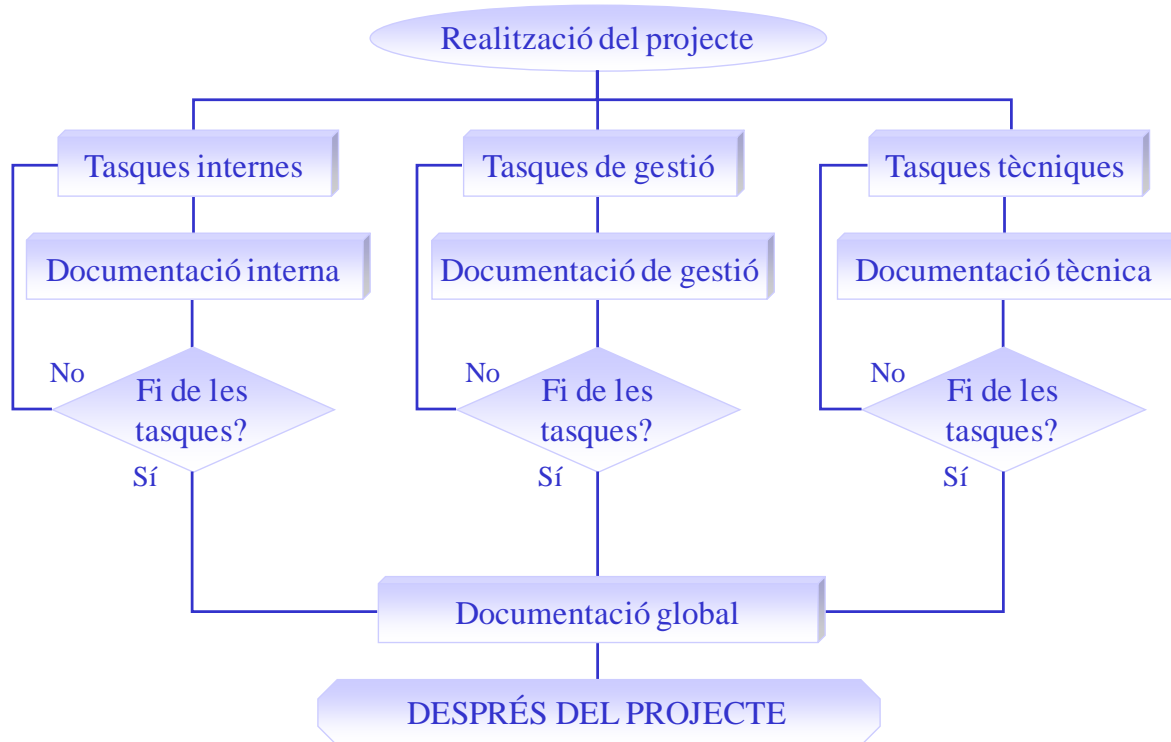 Realització del projecte
Tasques internes
Tasques de gestió
Tasques tècniques
Documentació interna
Documentació de gestió
Documentació tècnica
No
Fi de les
tasques?
Sí
No
Fi de les
tasques?
Sí
No
Fi de les
tasques?
Sí
Documentació global
DESPRÉS DEL PROJECTE